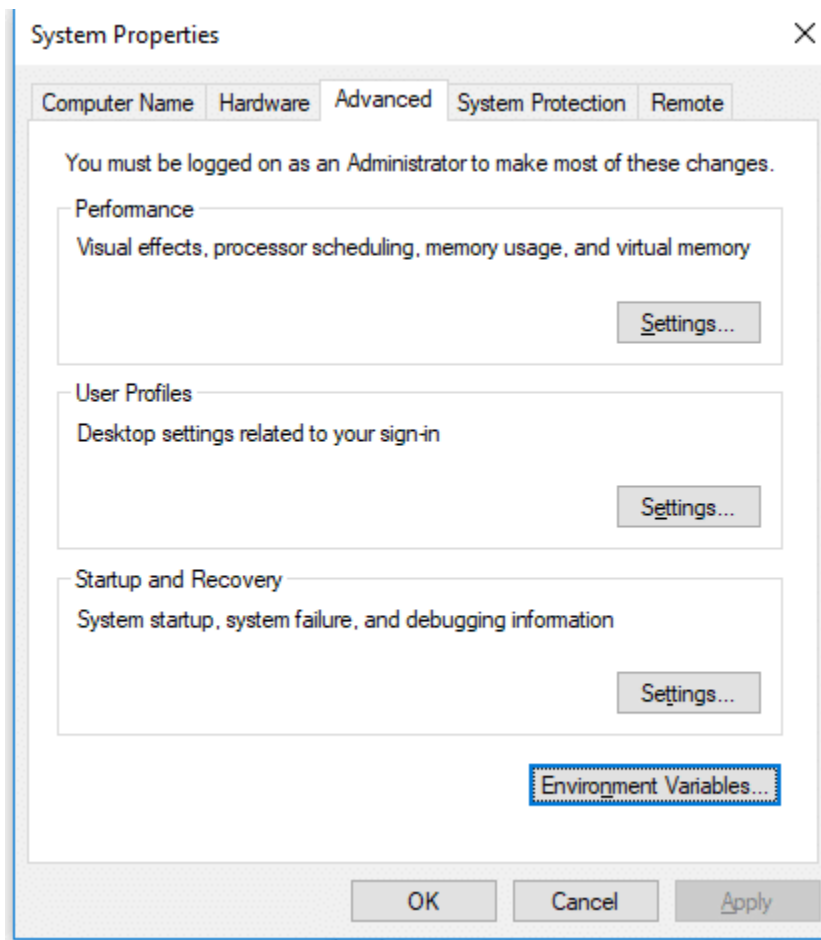 System Properties
Computer Name Hardware Advanced System Protection Remote
You must be logged on as an Administrator to make most of these changes.
Performance
Visual effects, processor scheduling, memory usage, and virtual memory
Settings...
User Profiles
Desktop settings related to your sign-in
Settings...
Startup and Recovery
System startup, system failure, and debugging information
Settings...
Environment Variables...
OK Cancel Apply